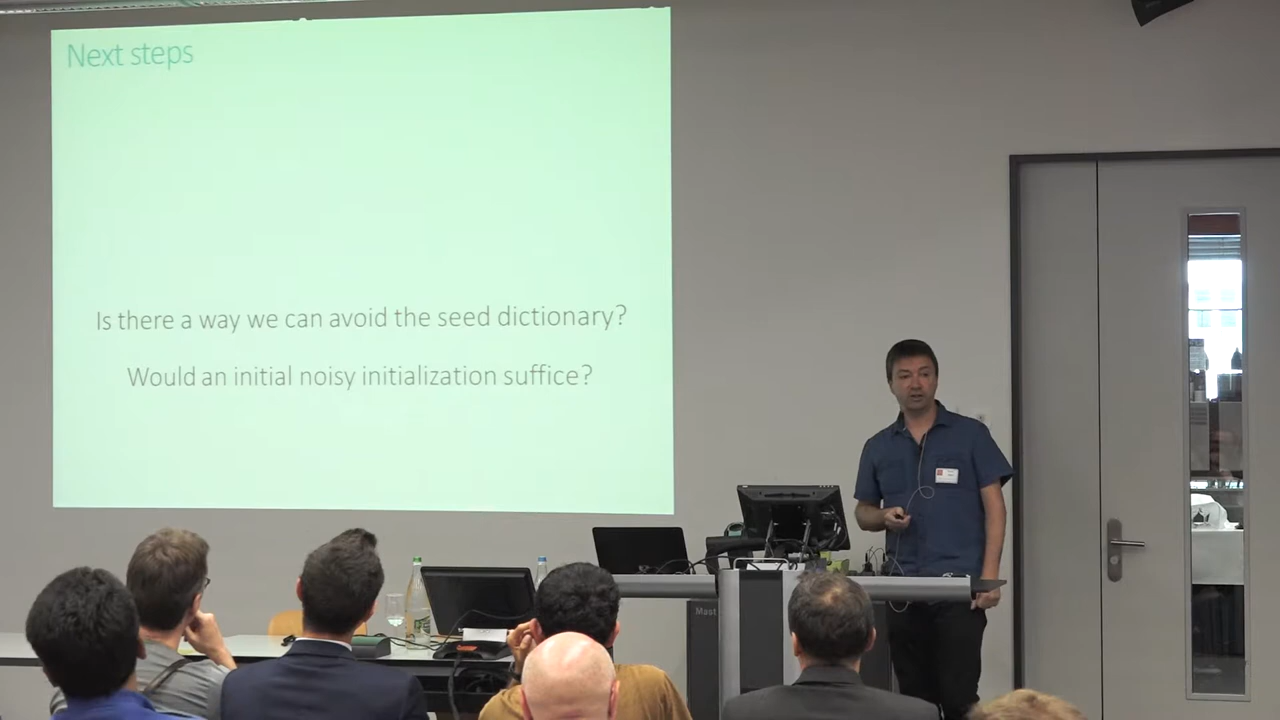 Next steps
Is there a way we can avoid the seed dictionary?
Would an initial noisy initialization suffice?